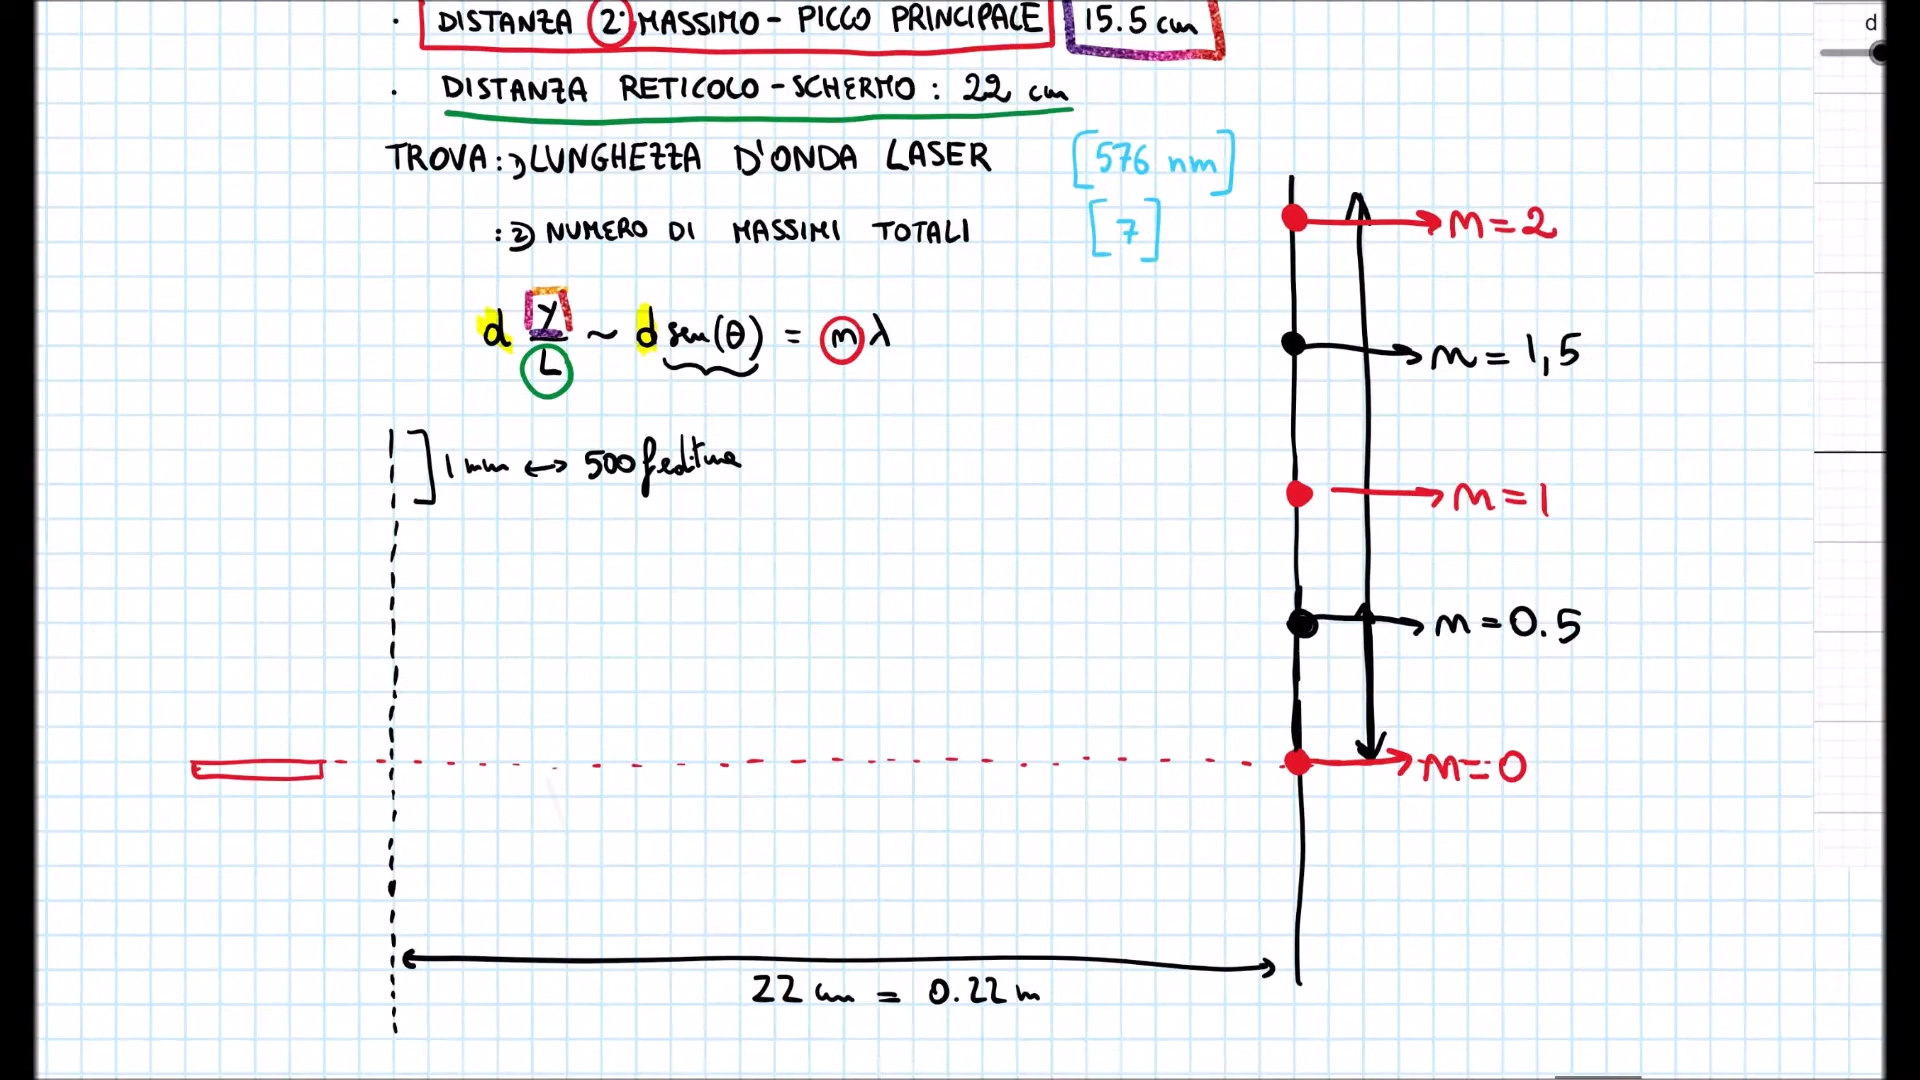 d
· DISTANZA 2° MASSIMO - PICCO PRINCIPALE 15.5 cm
· DISTANZA RETICOLO - SCHERMO : 22 cm
TROVA : 1) LUNGHEZZA D'ONDA LASER [576 nm]
: 2) NUMERO DI MASSIMI TOTALI [7]
d y/L ~ d sen(θ) = m λ
1 mm ↔ 500 fenditure
m = 2
m = 1,5
m = 1
m = 0.5
m = 0
22 cm = 0.22 m